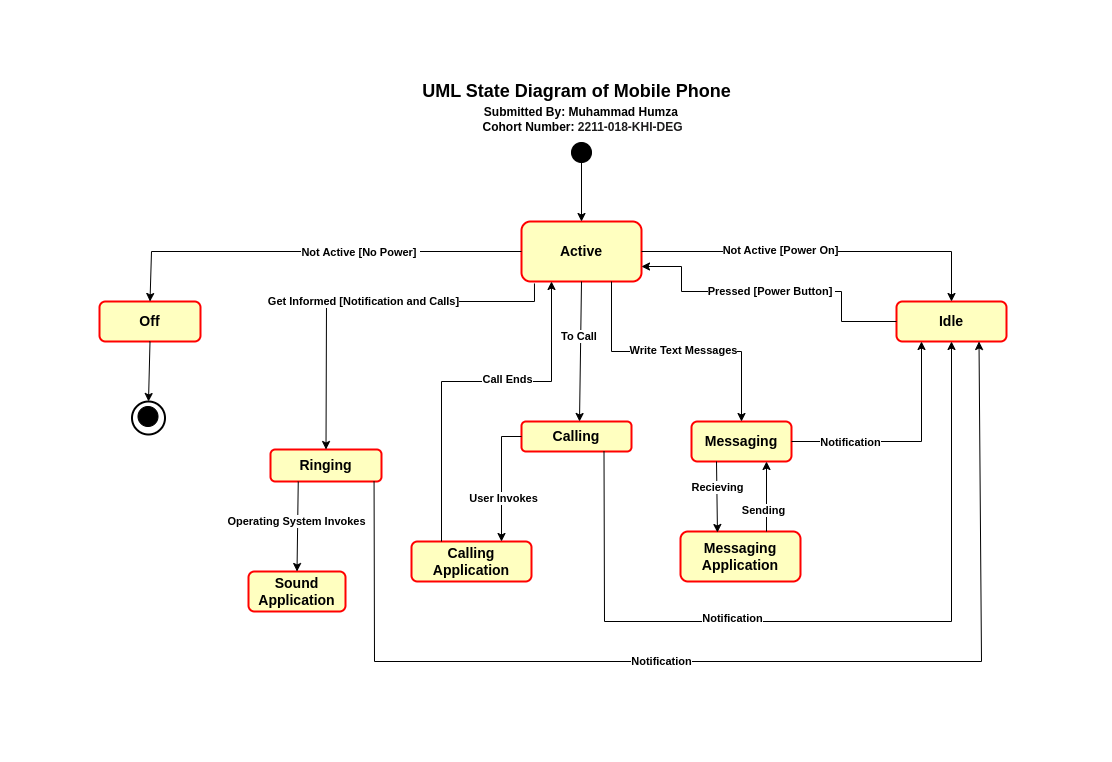 UML State Diagram of Mobile Phone
Submitted By: Muhammad Humza
Cohort Number: 2211-018-KHI-DEG
Active
Not Active [No Power]
Not Active [Power On]
Pressed [Power Button]
Get Informed [Notification and Calls]
Off
Idle
To Call
Write Text Messages
Call Ends
Calling
Messaging
Notification
Ringing
Recieving
User Invokes
Sending
Operating System Invokes
Calling
Application
Messaging
Application
Sound
Application
Notification
Notification